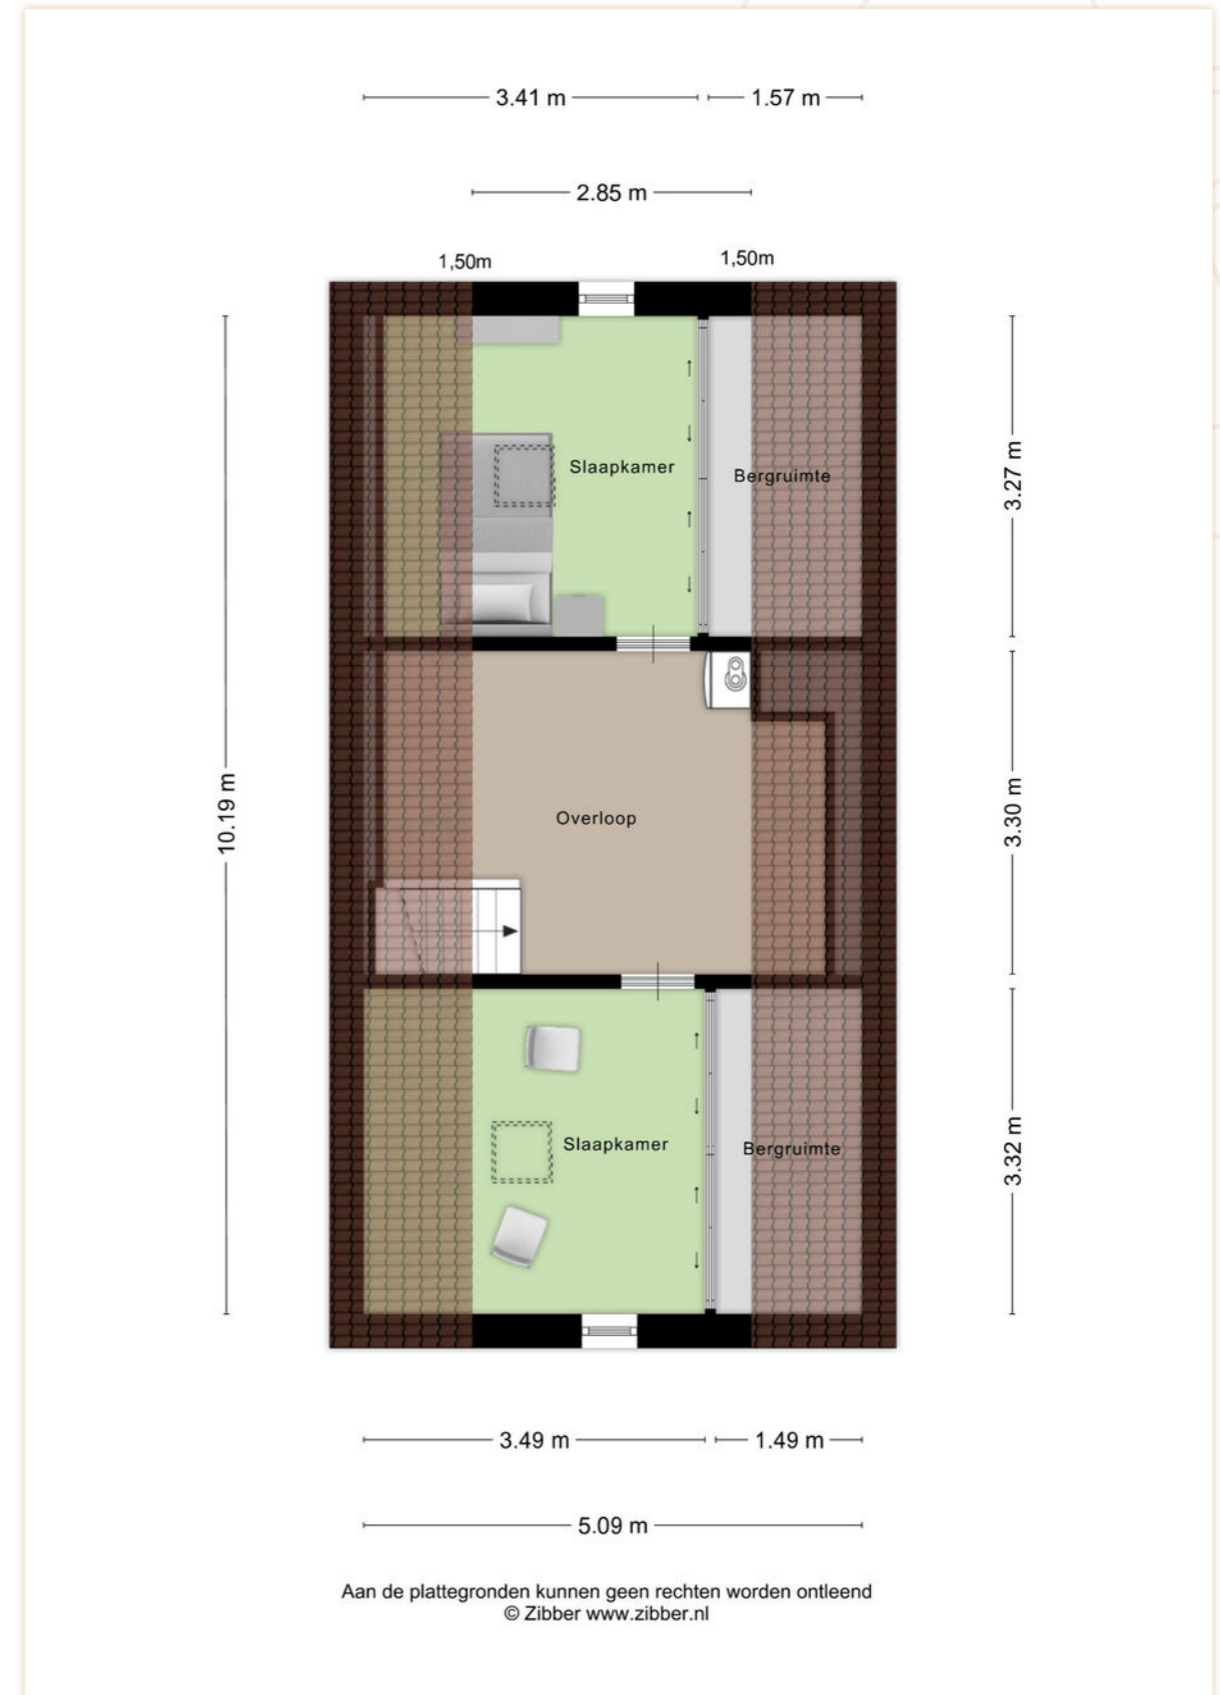 3.41 m
1.57 m
2.85 m
1,50m
1,50m
Slaapkamer
Bergruimte
3.27 m
10.19 m
Overloop
3.30 m
Slaapkamer
Bergruimte
3.32 m
3.49 m
1.49 m
5.09 m
Aan de plattegronden kunnen geen rechten worden ontleend
© Zibber www.zibber.nl